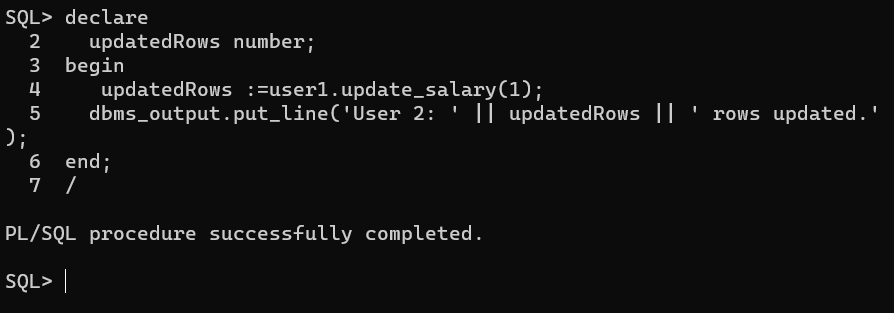 SQL> declare
  2    updatedRows number;
  3  begin
  4     updatedRows :=user1.update_salary(1);
  5    dbms_output.put_line('User 2: ' || updatedRows || ' rows updated.'
);
  6  end;
  7  /
PL/SQL procedure successfully completed.
SQL>